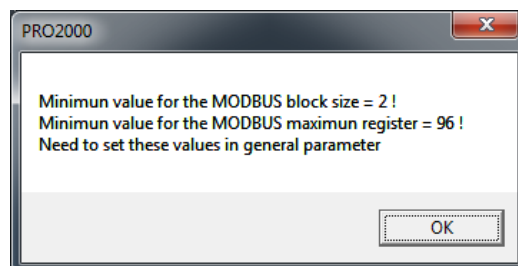 PRO2000
Minimun value for the MODBUS block size = 2 !
Minimun value for the MODBUS maximun register = 96 !
Need to set these values in general parameter
OK